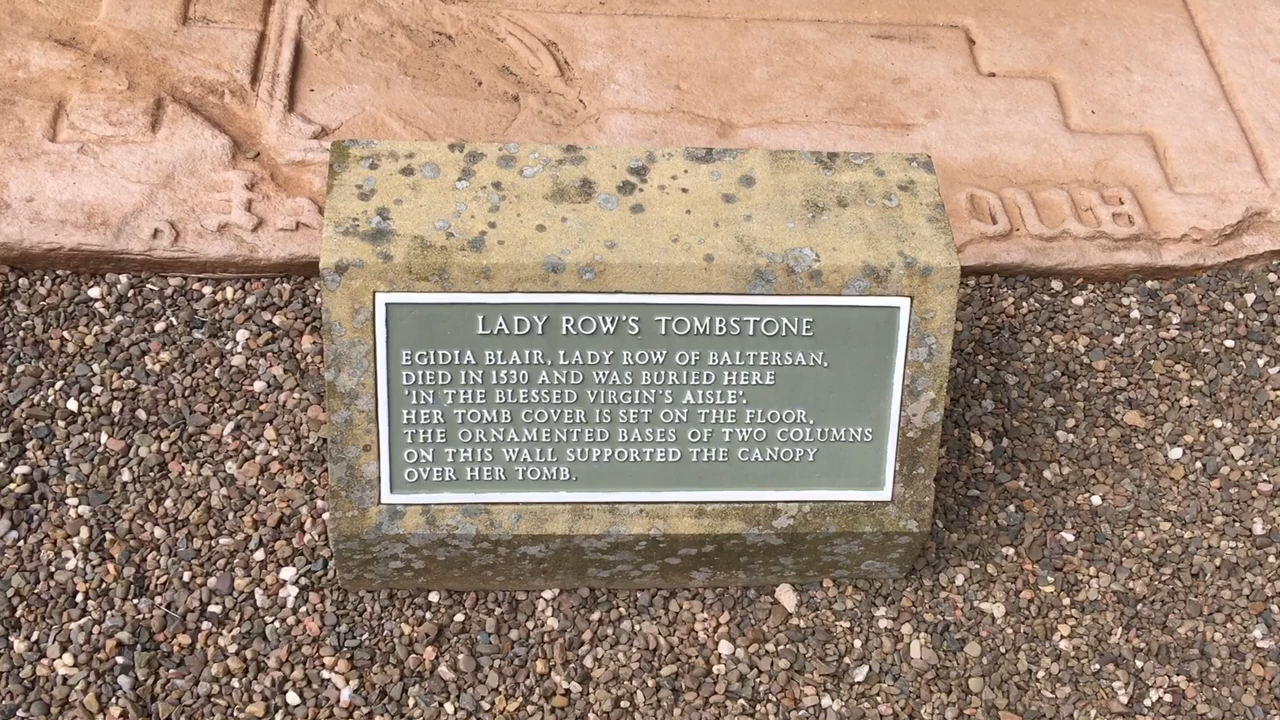 LADY ROW'S TOMBSTONE
EGIDIA BLAIR, LADY ROW OF BALTERSAN,
DIED IN 1530 AND WAS BURIED HERE
'IN THE BLESSED VIRGIN'S AISLE'.
HER TOMB COVER IS SET ON THE FLOOR,
THE ORNAMENTED BASES OF TWO COLUMNS
ON THIS WALL SUPPORTED THE CANOPY
OVER HER TOMB.